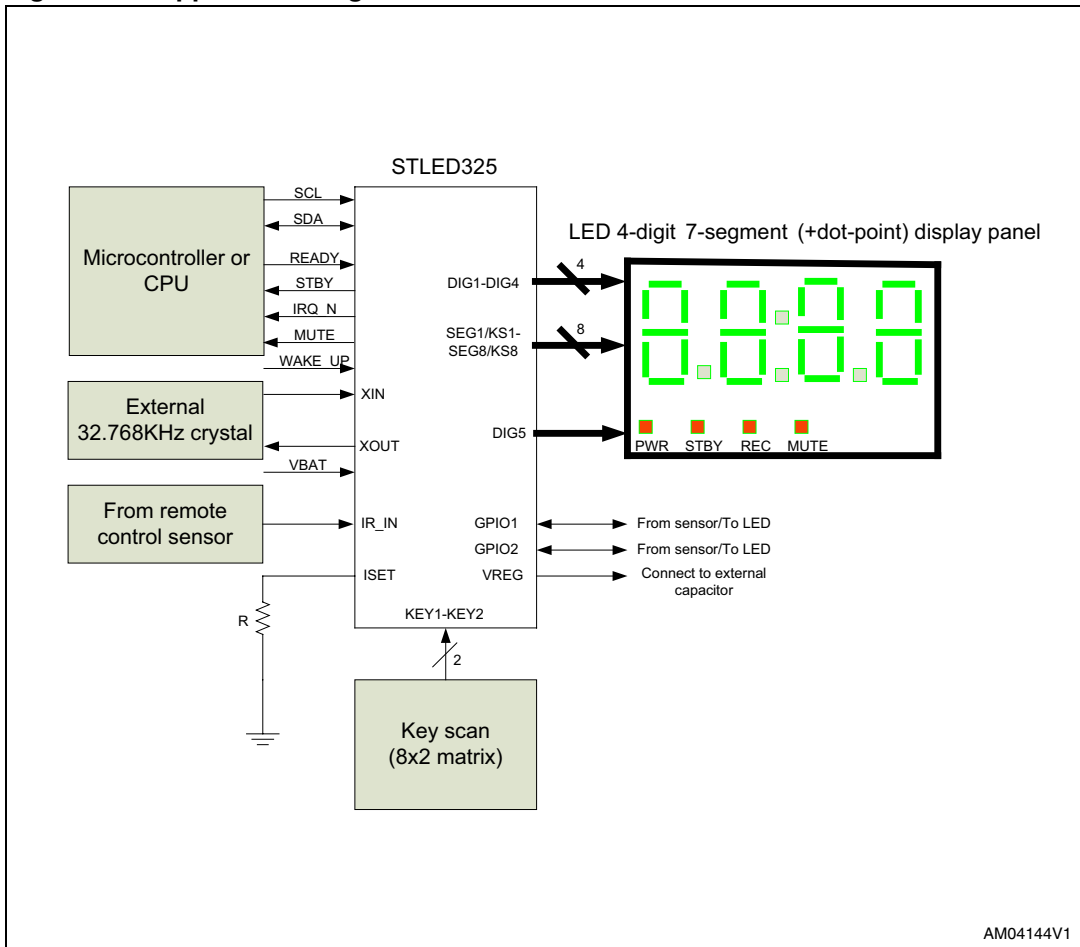 STLED325
SCL
SDA
READY
STBY
IRQ_N
MUTE
WAKE_UP
Microcontroller or
CPU
External
32.768KHz crystal
XIN
XOUT
VBAT
From remote
control sensor
IR_IN
ISET
R
KEY1-KEY2
2
Key scan
(8x2 matrix)
DIG1-DIG4
4
SEG1/KS1-
SEG8/KS8
8
DIG5
LED 4-digit 7-segment (+dot-point) display panel
PWR STBY REC MUTE
GPIO1
From sensor/To LED
GPIO2
From sensor/To LED
VREG
Connect to external
capacitor
AM04144V1